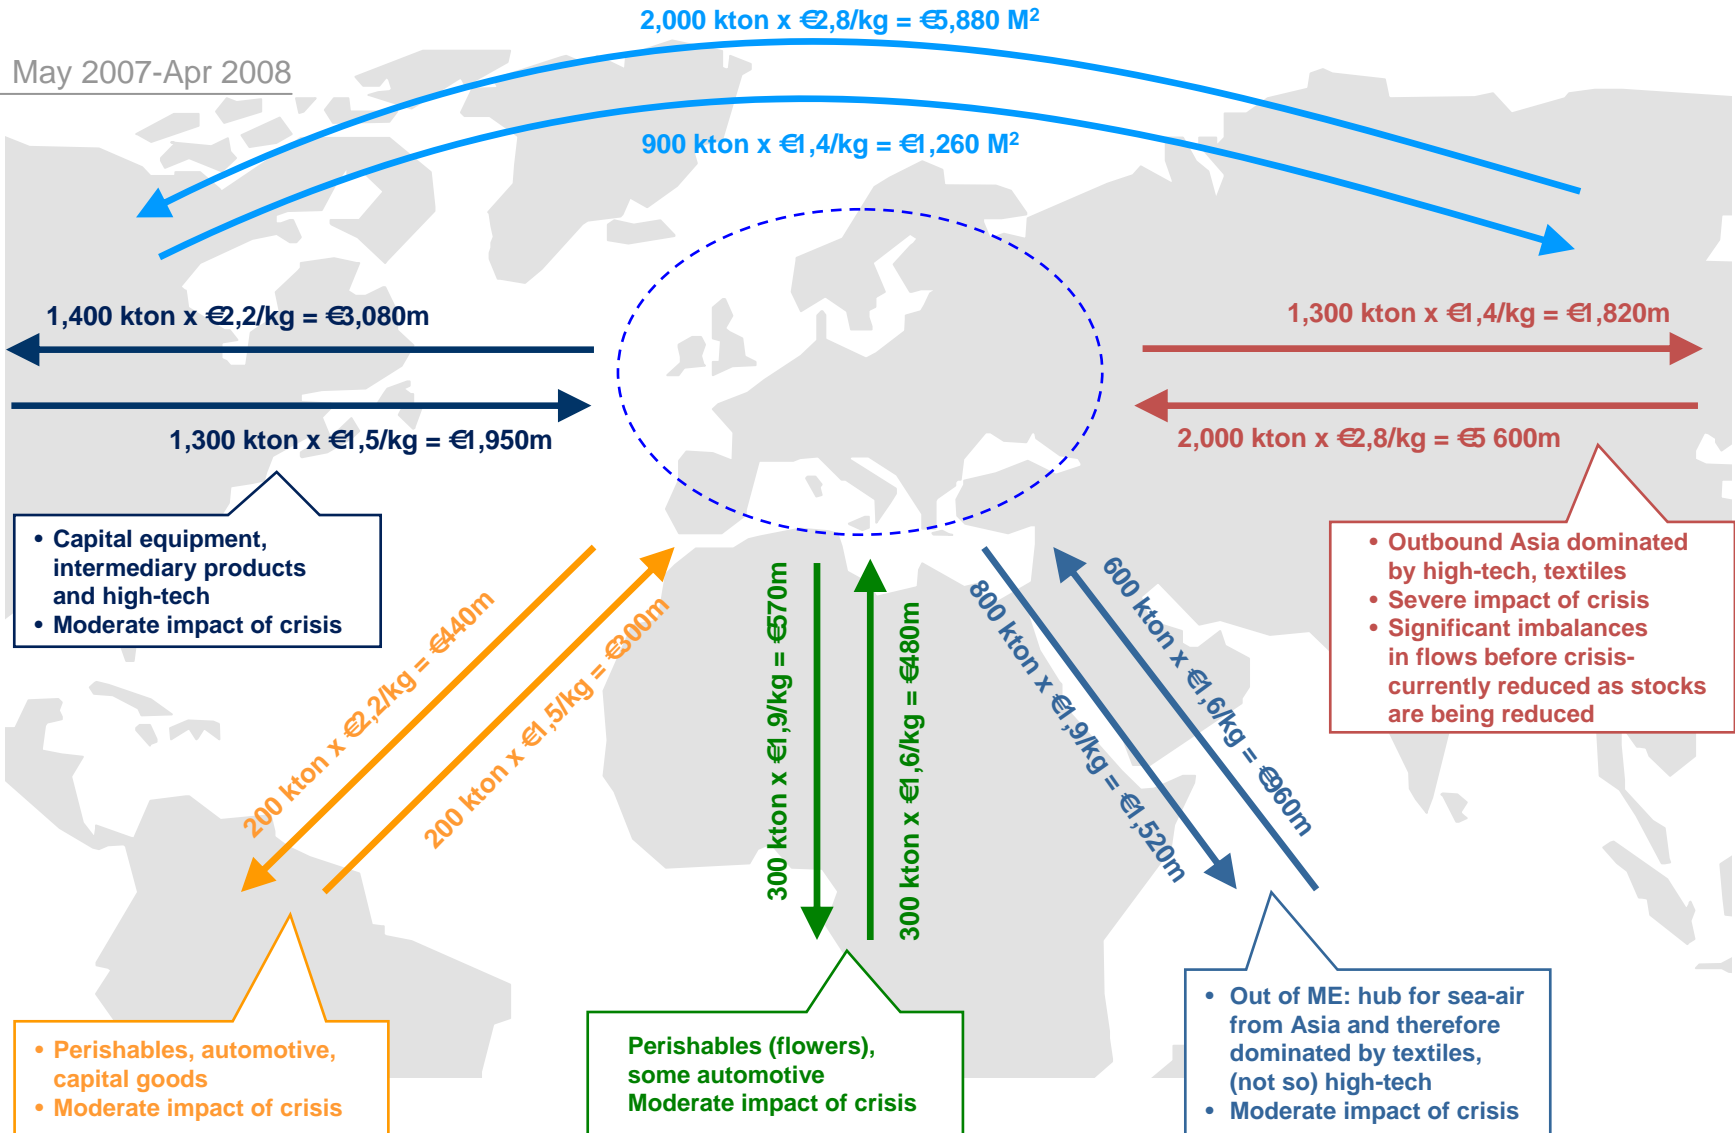 2,000 kton x €2,8/kg = €5,880 M²
May 2007-Apr 2008
900 kton x €1,4/kg = €1,260 M²
1,400 kton x €2,2/kg = €3,080m
1,300 kton x €1,5/kg = €1,950m
1,300 kton x €1,4/kg = €1,820m
2,000 kton x €2,8/kg = €5 600m
• Capital equipment,
intermediary products
and high-tech
• Moderate impact of crisis
• Outbound Asia dominated
by high-tech, textiles
• Severe impact of crisis
• Significant imbalances
in flows before crisis-
currently reduced as stocks
are being reduced
200 kton x €2,2/kg = €440m
200 kton x €1,5/kg = €300m
300 kton x €1,9/kg = €570m
300 kton x €1,6/kg = €480m
800 kton x €1,9/kg = €1,520m
600 kton x €1,6/kg = €960m
• Perishables, automotive,
capital goods
• Moderate impact of crisis
Perishables (flowers),
some automotive
Moderate impact of crisis
• Out of ME: hub for sea-air
from Asia and therefore
dominated by textiles,
(not so) high-tech
• Moderate impact of crisis